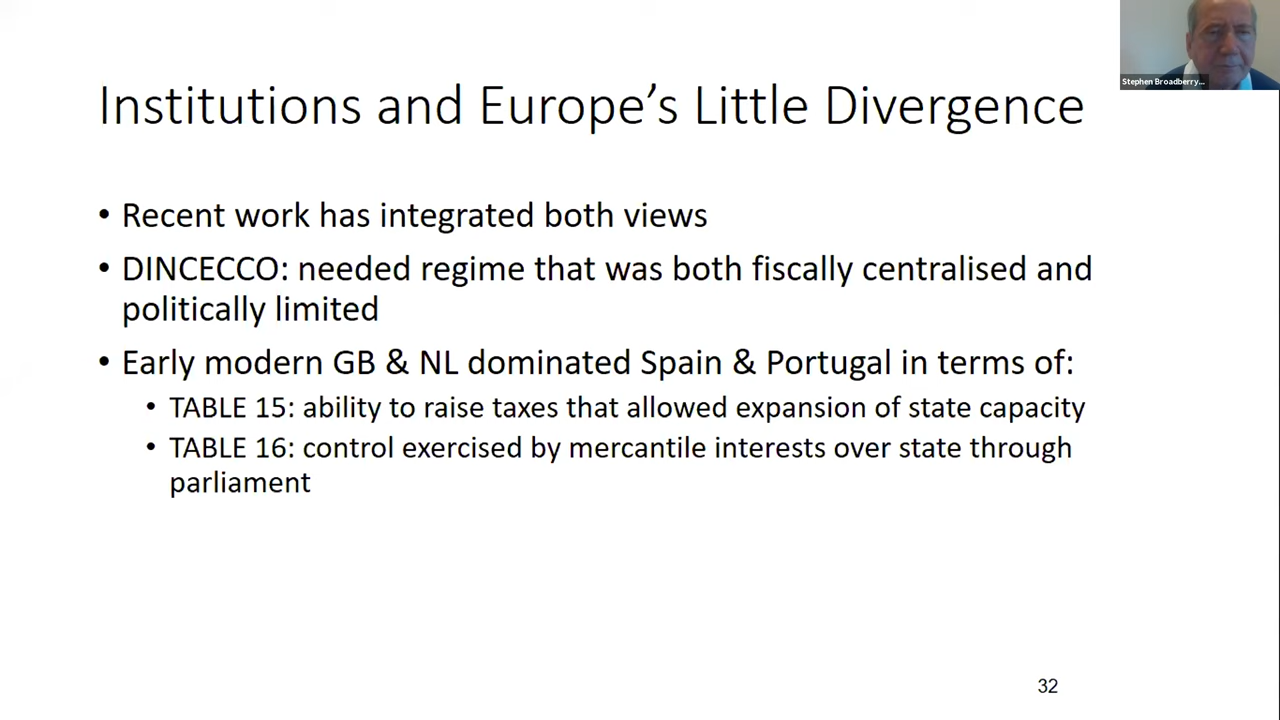 Stephen Broadberry...
Institutions and Europe's Little Divergence
• Recent work has integrated both views
• DINCECCO: needed regime that was both fiscally centralised and
politically limited
• Early modern GB & NL dominated Spain & Portugal in terms of:
• TABLE 15: ability to raise taxes that allowed expansion of state capacity
• TABLE 16: control exercised by mercantile interests over state through
parliament
32